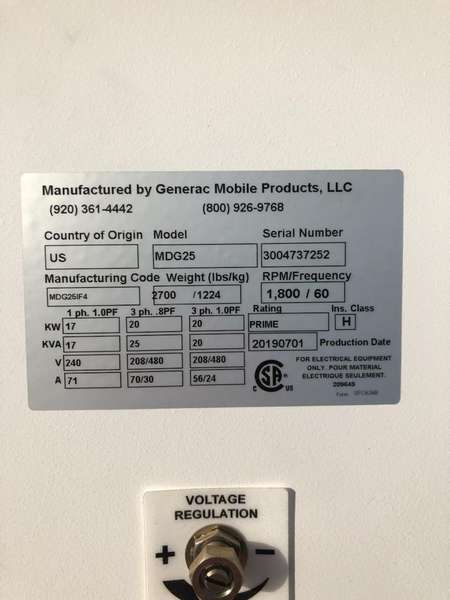 Manufactured by Generac Mobile Products, LLC
(920) 361-4442 (800) 926-9768
Country of Origin Model Serial Number
US MDG25 3004737252
Manufacturing Code Weight (lbs/kg) RPM/Frequency
MDG25IF4 2700 /1224 1,800 / 60
1 ph. 1.0PF 3 ph. .8PF 3 ph. 1.0PF Rating Ins. Class
KW 17 20 20 PRIME H
KVA 17 25 20 20190701 Production Date
V 240 208/480 208/480
A 71 70/30 56/24
CSA
C US
FOR ELECTRICAL EQUIPMENT
ONLY. POUR MATERIAL
ELECTRIQUE SEULEMENT.
209649
VOLTAGE
REGULATION
+ -